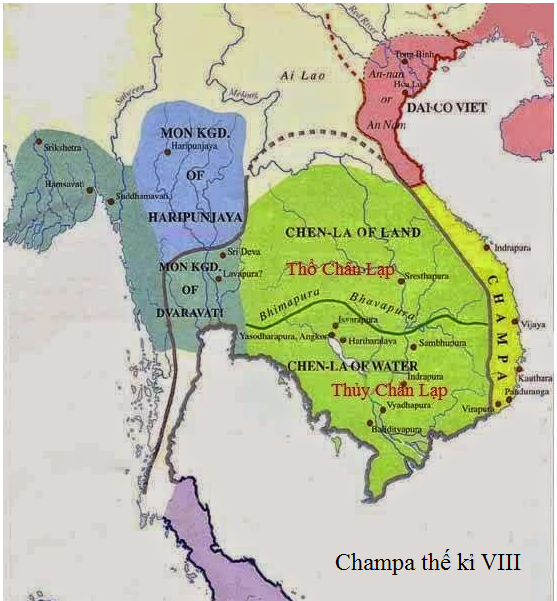 Red River
Tong-Binh
Ai Lao
An-nan
or
An Nam
Hoa Lu
DAI-CO VIET
Salween
Mekong
MON KGD.
Haripunjaya
OF
HARIPUNJAYA
Srikshetra
Hamsavati
Suddhamavati
CHEN-LA OF LAND
Sri Deva
MON KGD.
Lavapura?
OF
DVARAVATI
Thổ Chân Lạp
Sresthapura
Indrapura
CHAMPA
Bhimapura
Bhavapura
Isvarapura
Yasodharapura, Angkor
Hariharalaya
Sambhupura
Vijaya
CHEN-LA OF WATER
Indrapura
Thủy Chân Lạp
Kauthara
Panduranga
Virapura
Vyadhapura
Baladityapura
Champa thế kỉ VIII